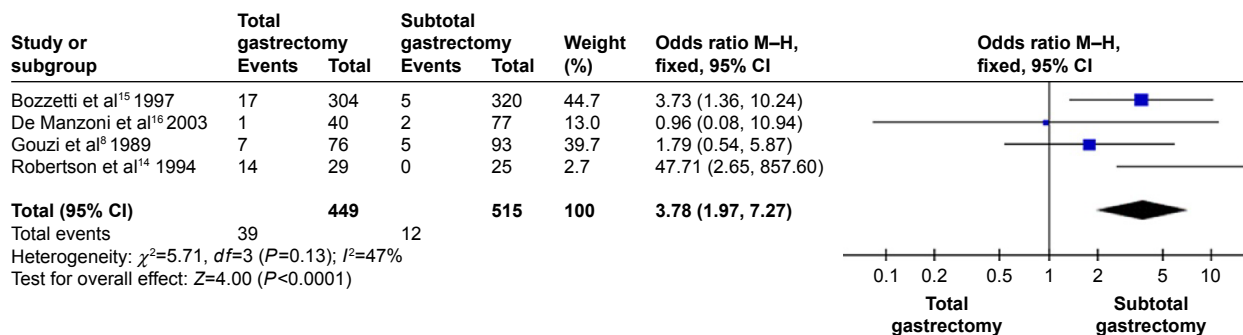 Study or subgroup Total gastrectomy Subtotal gastrectomy Weight (%) Odds ratio M–H, fixed, 95% CI Odds ratio M–H, fixed, 95% CI
Events Total Events Total
Bozzetti et al15 1997 17 304 5 320 44.7 3.73 (1.36, 10.24)
De Manzoni et al16 2003 1 40 2 77 13.0 0.96 (0.08, 10.94)
Gouzi et al8 1989 7 76 5 93 39.7 1.79 (0.54, 5.87)
Robertson et al14 1994 14 29 0 25 2.7 47.71 (2.65, 857.60)
Total (95% CI) 449 515 100 3.78 (1.97, 7.27)
Total events 39 12
Heterogeneity: χ2=5.71, df=3 (P=0.13); I2=47%
Test for overall effect: Z=4.00 (P<0.0001)
0.1 0.2 0.5 1 2 5 10
Total gastrectomy Subtotal gastrectomy